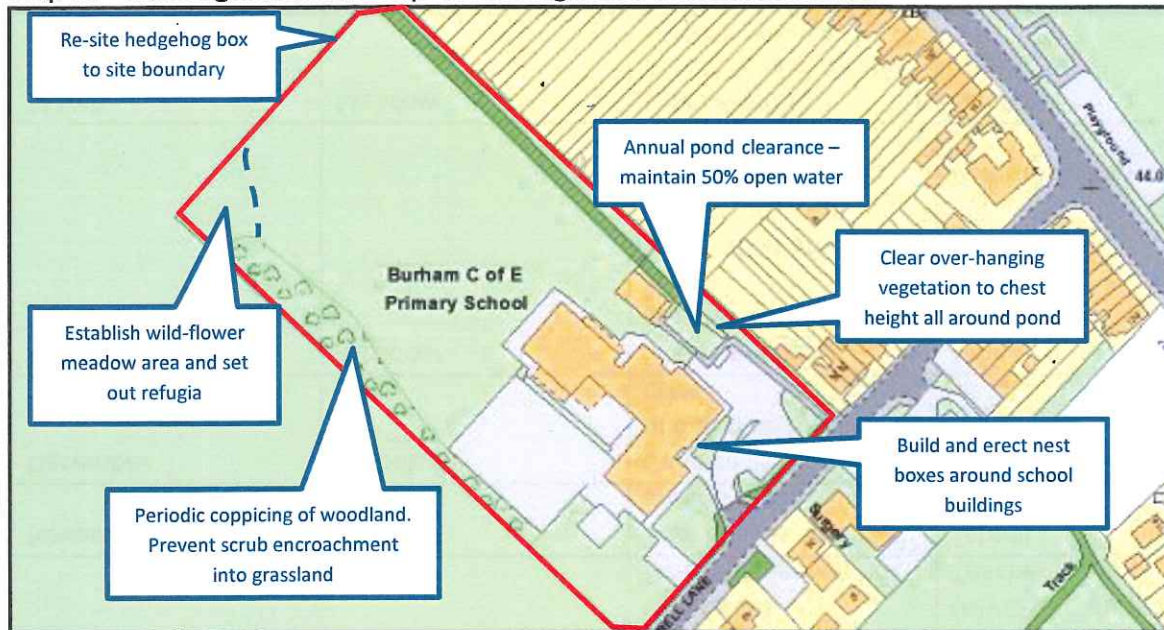 Re-site hedgehog box
to site boundary
Annual pond clearance –
maintain 50% open water
Playground
44.0
Clear over-hanging
vegetation to chest
height all around pond
Burham C of E
Primary School
Establish wild-flower
meadow area and set
out refugia
Build and erect nest
boxes around school
buildings
Periodic coppicing of woodland.
Prevent scrub encroachment
into grassland
Surgery
Track
LANE